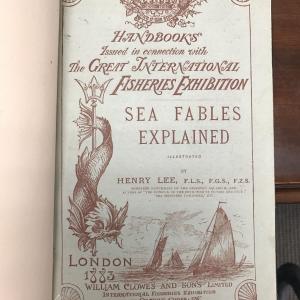 HANDBOOKS
Issued in connection with
The GREAT INTERNATIONAL
FISHERIES EXHIBITION
SEA FABLES
EXPLAINED
ILLUSTRATED
BY
HENRY LEE, F.L.S., F.G.S., F.Z.S.
LONDON
1883
WILLIAM CLOWES AND SONS LIMITED
INTERNATIONAL FISHERIES EXHIBITION